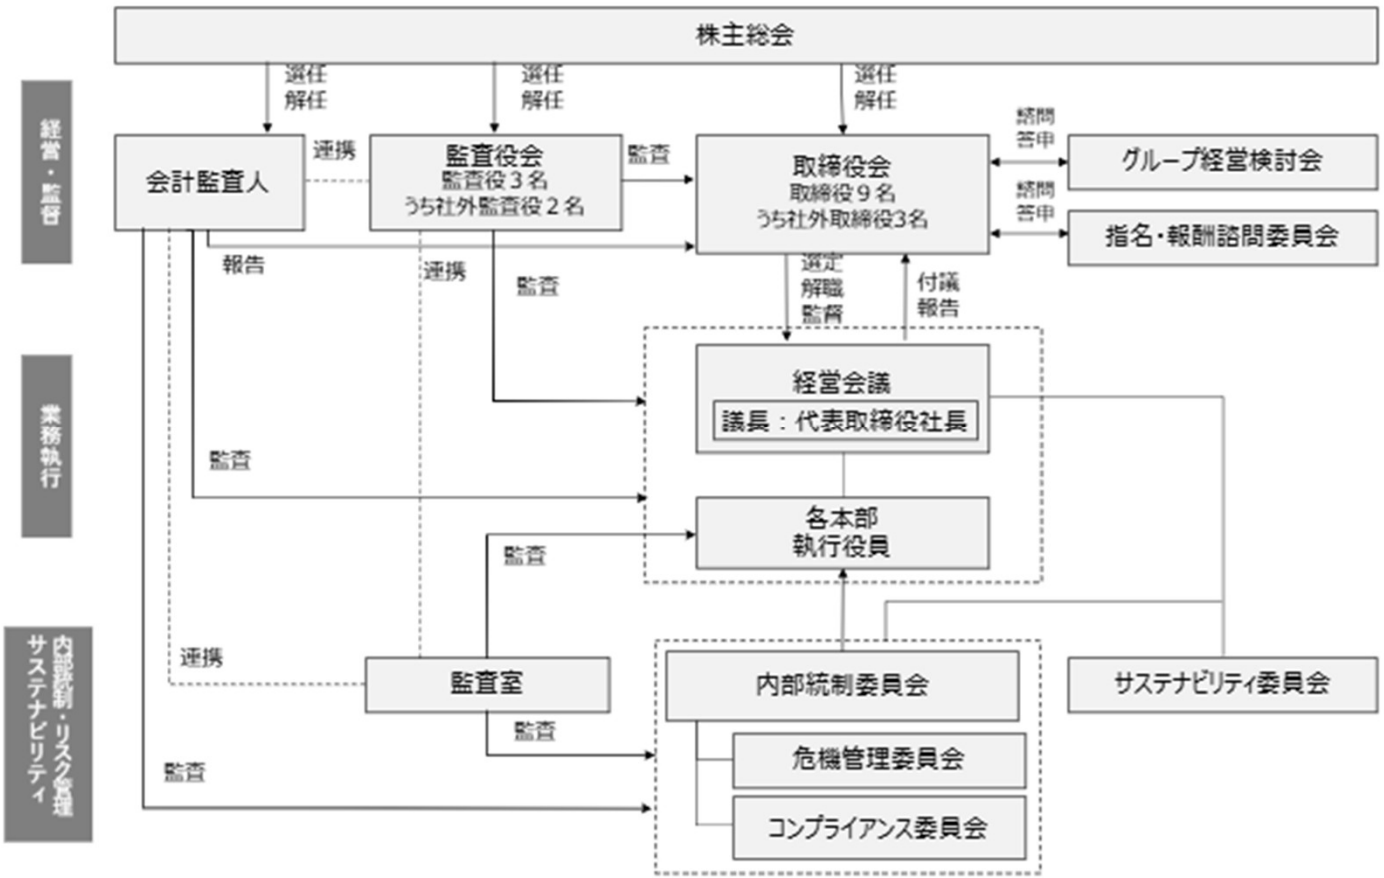 株主総会
選任
解任
選任
解任
選任
解任
経営・監督
会計監査人
連携
監査役会
監査役3名
うち社外監査役2名
監査
取締役会
取締役9名
うち社外取締役3名
諮問
答申
グループ経営検討会
諮問
答申
指名・報酬諮問委員会
報告
連携
監査
選定
解職
監督
付議
報告
業務執行
経営会議
議長：代表取締役社長
監査
各本部
執行役員
監査
内部統制・リスク管理
サステナビリティ
連携
監査室
内部統制委員会
サステナビリティ委員会
監査
危機管理委員会
監査
コンプライアンス委員会